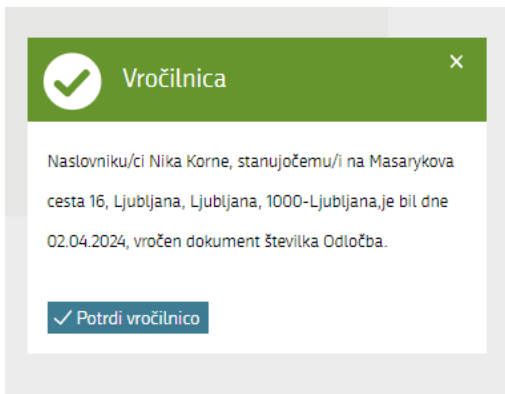 Vročilnica
Naslovniku/ci Nika Korne, stanujočemu/i na Masarykova
cesta 16, Ljubljana, Ljubljana, 1000-Ljubljana,je bil dne
02.04.2024, vročen dokument številka Odločba.
Potrdi vročilnico